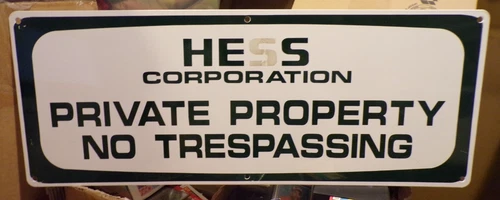 HESS
CORPORATION
PRIVATE PROPERTY
NO TRESPASSING